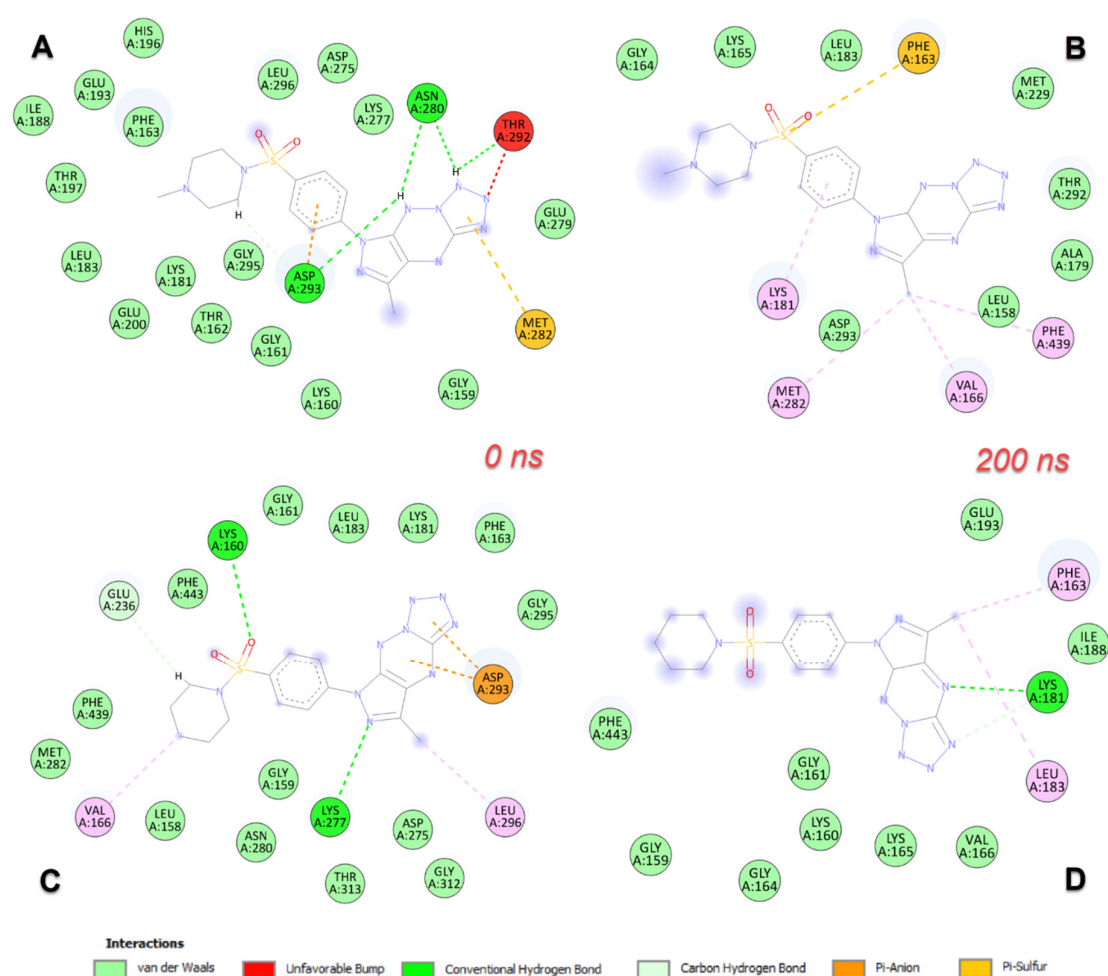 A
HIS
A:196
GLU
A:193
ILE
A:188
PHE
A:163
LEU
A:296
ASP
A:275
LYS
A:277
ASN
A:280
THR
A:292
THR
A:197
GLU
A:279
LEU
A:183
LYS
A:181
GLY
A:295
ASP
A:293
GLU
A:200
THR
A:162
GLY
A:161
MET
A:282
LYS
A:160
GLY
A:159
O
O
S
N
H
H
H
N
N
N
N
N
N
N
N
N
B
GLY
A:164
LYS
A:165
LEU
A:183
PHE
A:163
MET
A:229
THR
A:292
ALA
A:179
LEU
A:158
PHE
A:439
LYS
A:181
ASP
A:293
MET
A:282
VAL
A:166
O
O
S
N
N
N
N
N
N
N
N
N
N
N
0 ns
200 ns
GLY
A:161
LEU
A:183
LYS
A:181
PHE
A:163
LYS
A:160
PHE
A:443
GLU
A:236
GLY
A:295
ASP
A:293
PHE
A:439
MET
A:282
GLY
A:159
VAL
A:166
LEU
A:158
ASN
A:280
LYS
A:277
ASP
A:275
LEU
A:296
THR
A:313
GLY
A:312
H
O
O
S
N
N
N
N
N
N
N
N
N
N
C
GLU
A:193
PHE
A:163
ILE
A:188
LYS
A:181
PHE
A:443
GLY
A:161
LEU
A:183
LYS
A:160
LYS
A:165
VAL
A:166
GLY
A:159
GLY
A:164
O
O
S
N
N
N
N
N
N
N
N
N
N
D
Interactions
van der Waals
Unfavorable Bump
Conventional Hydrogen Bond
Carbon Hydrogen Bond
Pi-Anion
Pi-Sulfur